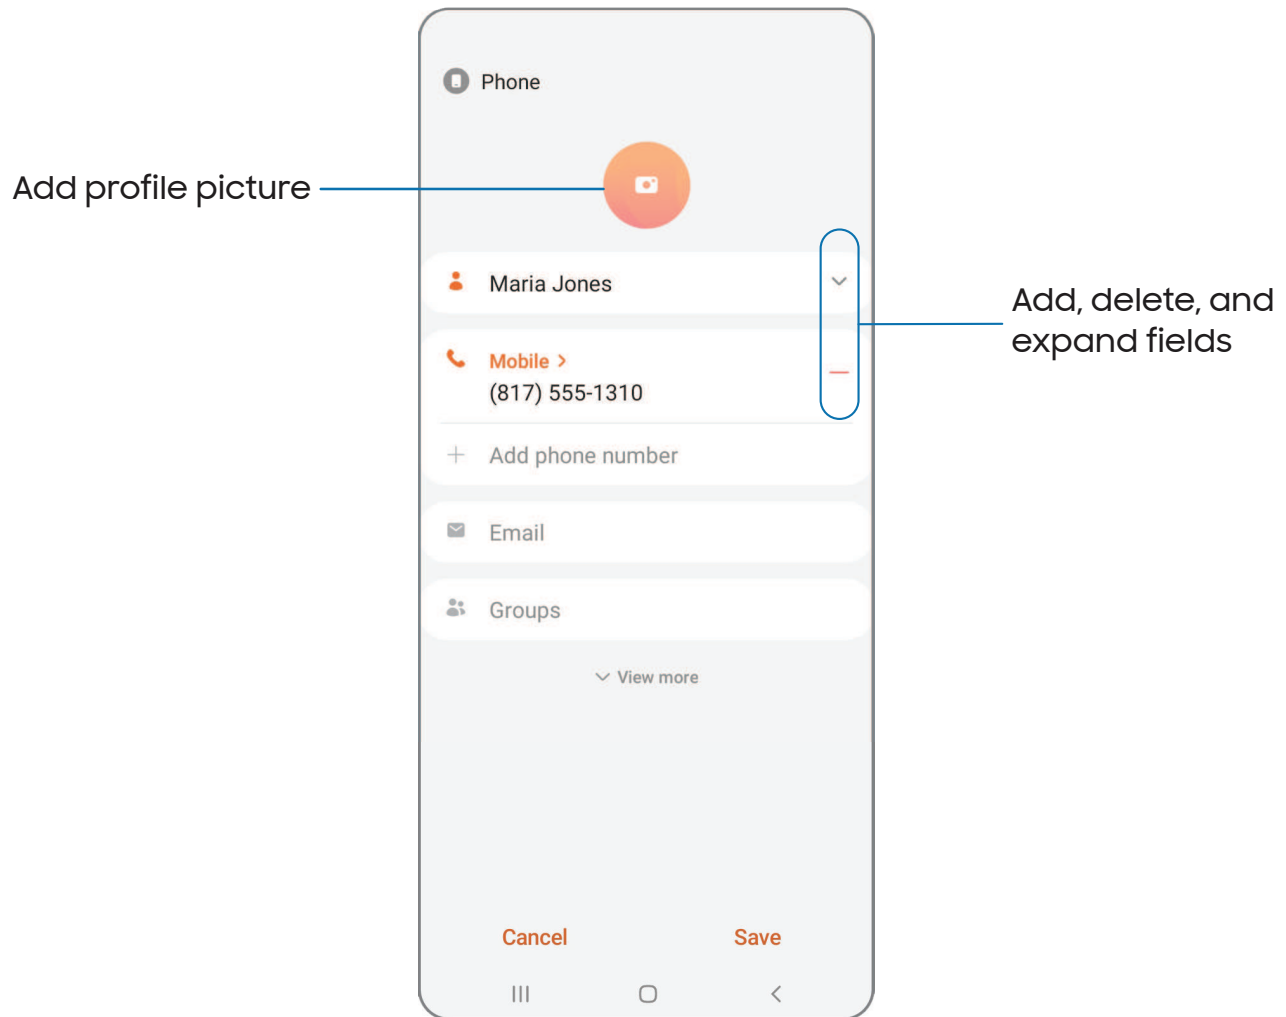 Phone
Add profile picture
Maria Jones
Add, delete, and
expand fields
Mobile >
(817) 555-1310
Add phone number
Email
Groups
View more
Cancel
Save